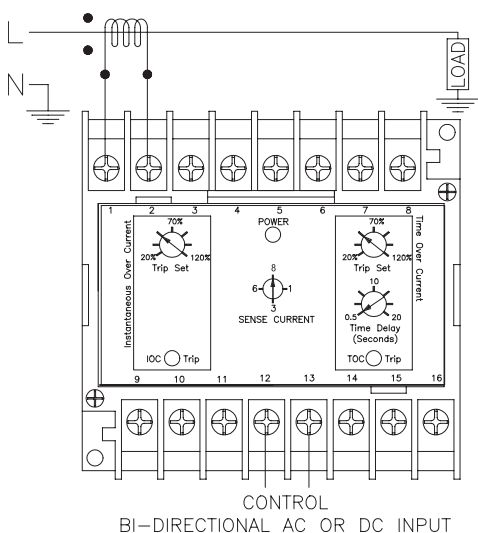 L
N
LOAD
1 2 3 4 5 6 7 8
Instantaneous Over Current
70%
20% 120%
Trip Set
IOC Trip
POWER
8
6 1
3
SENSE CURRENT
70%
20% 120%
Trip Set
10
0.5 20
Time Delay
(Seconds)
TOC Trip
Time Over Current
9 10 11 12 13 14 15 16
CONTROL
BI-DIRECTIONAL AC OR DC INPUT